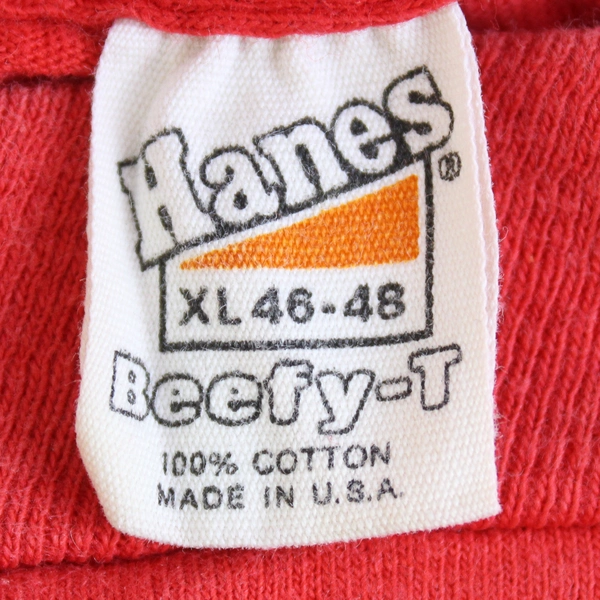 Hanes®
XL 46-48
Beefy-T
100% COTTON
MADE IN U.S.A.